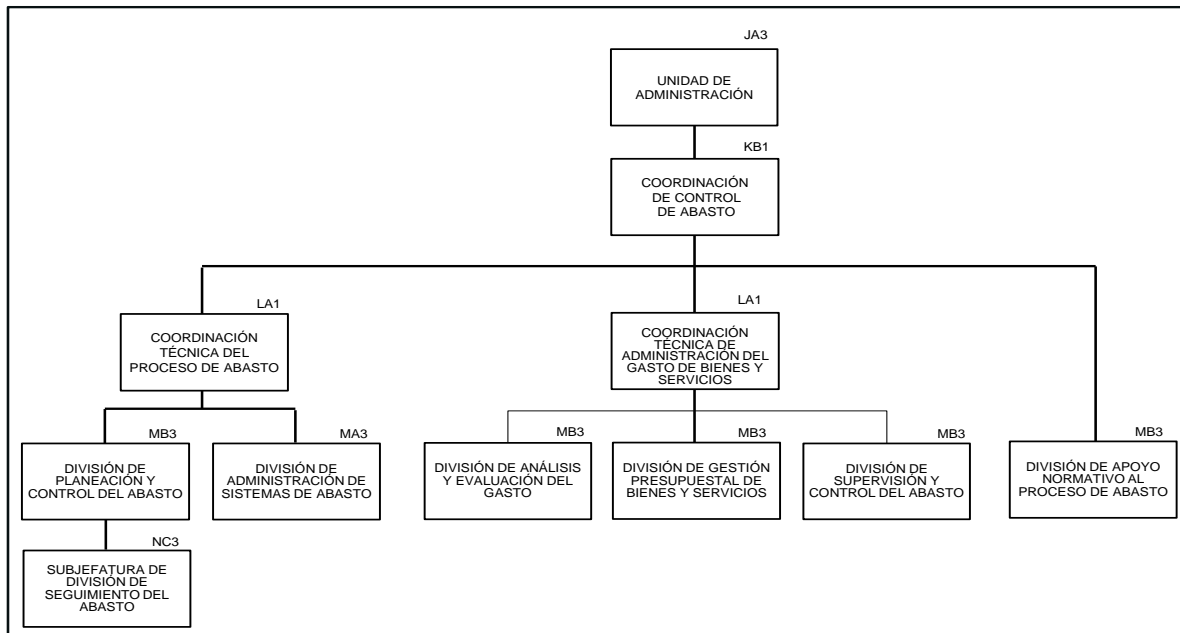 JA3
UNIDAD DE
ADMINISTRACIÓN
KB1
COORDINACIÓN
DE CONTROL
DE ABASTO
LA1
COORDINACIÓN
TÉCNICA DEL
PROCESO DE ABASTO
LA1
COORDINACIÓN
TÉCNICA DE
ADMINISTRACIÓN DEL
GASTO DE BIENES Y
SERVICIOS
MB3
DIVISIÓN DE
PLANEACIÓN Y
CONTROL DEL ABASTO
MA3
DIVISIÓN DE
ADMINISTRACIÓN DE
SISTEMAS DE ABASTO
MB3
DIVISIÓN DE ANÁLISIS
Y EVALUACIÓN DEL
GASTO
MB3
DIVISIÓN DE GESTIÓN
PRESUPUESTAL DE
BIENES Y SERVICIOS
MB3
DIVISIÓN DE
SUPERVISIÓN Y
CONTROL DEL ABASTO
MB3
DIVISIÓN DE APOYO
NORMATIVO AL
PROCESO DE ABASTO
NC3
SUBJEFATURA DE
DIVISIÓN DE
SEGUIMIENTO DEL
ABASTO